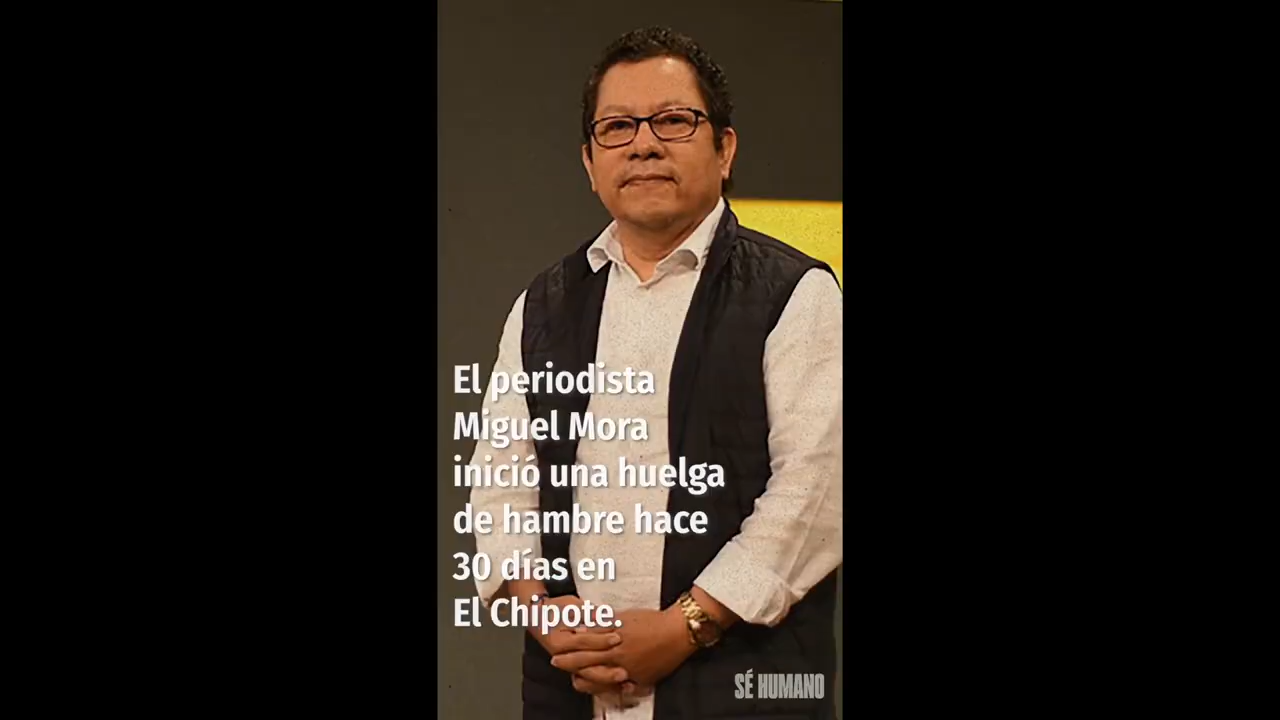 El periodista
Miguel Mora
inició una huelga
de hambre hace
30 días en
El Chipote.
SÉ HUMANO